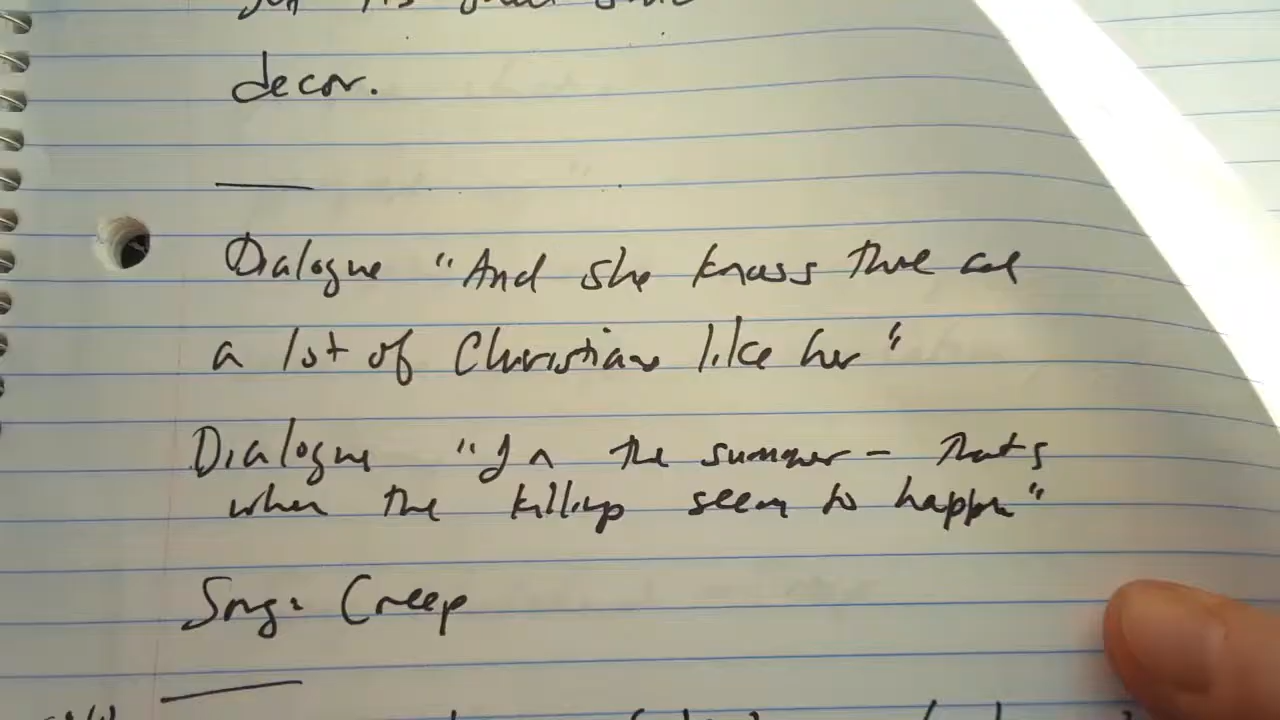 decor.
Dialogue "And she knows there are
a lot of Christians like her"
Dialogue "In the summer - that's
when the killings seem to happen"
Song: Creep